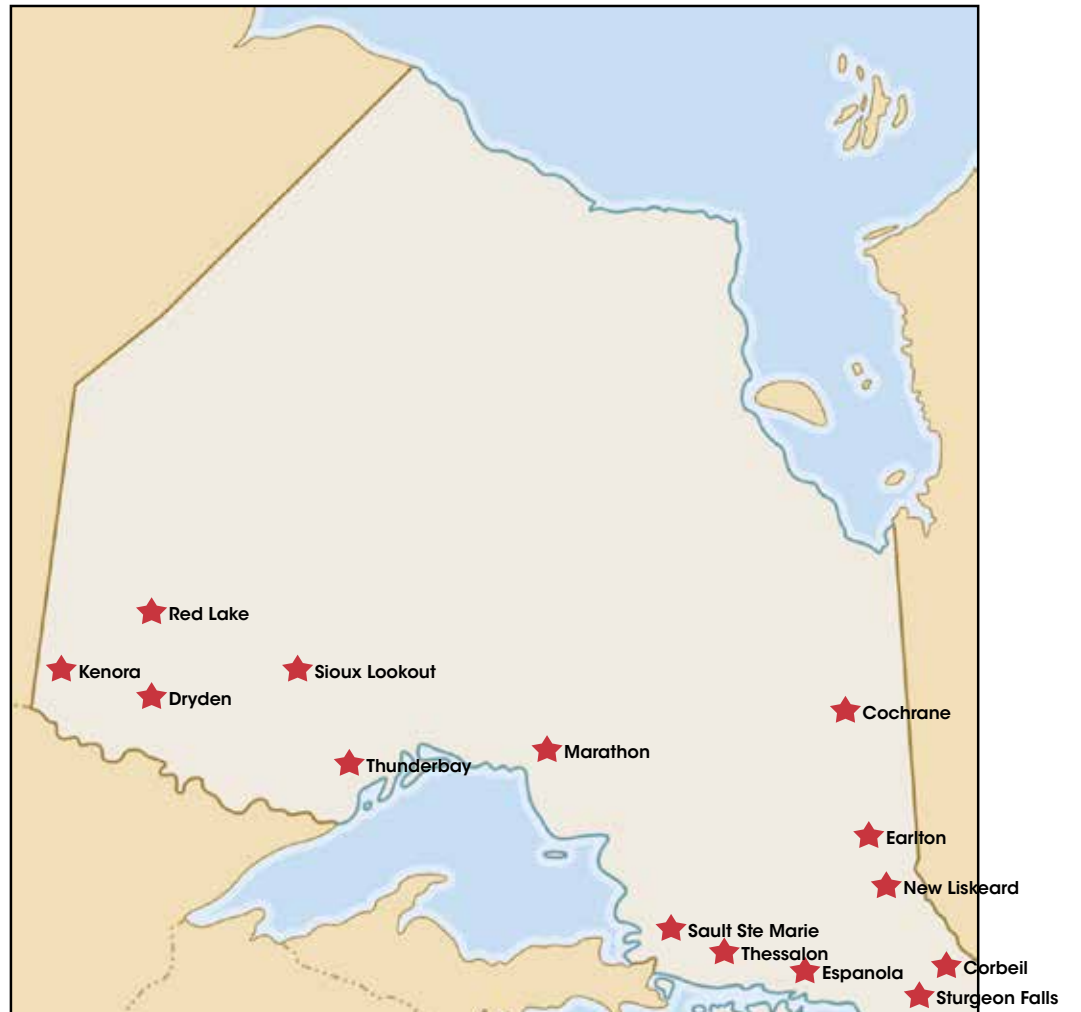 Red Lake
Kenora
Sioux Lookout
Dryden
Cochrane
Marathon
Thunderbay
Earlton
New Liskeard
Sault Ste Marie
Thessalon
Corbeil
Espanola
Sturgeon Falls